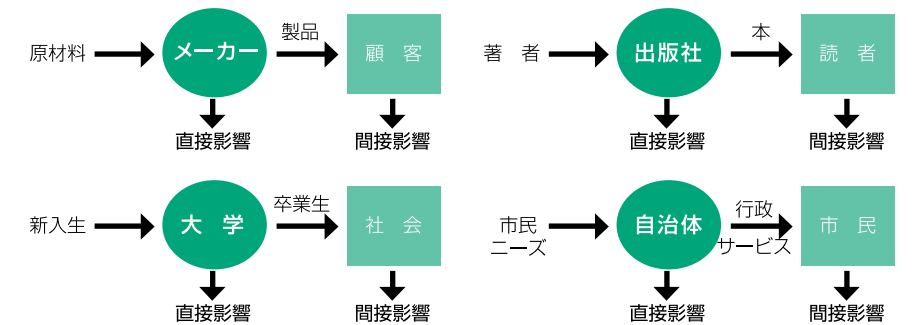 原材料
メーカー
製品
顧 客
直接影響
間接影響
著 者
出版社
本
読 者
直接影響
間接影響
新入生
大 学
卒業生
社 会
直接影響
間接影響
市民
ニーズ
自治体
行政
サービス
市 民
直接影響
間接影響